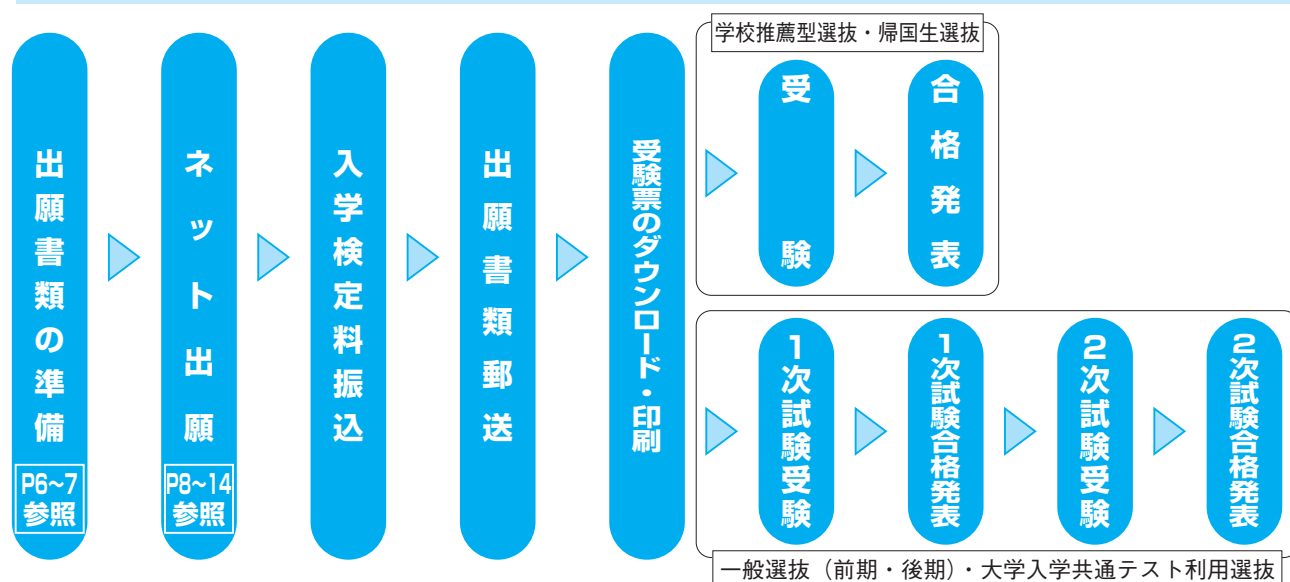 出願書類の準備
P6~7
参照
ネット出願
P8~14
参照
入学検定料振込
出願書類郵送
受験票のダウンロード・印刷
学校推薦型選抜・帰国生選抜
受験
合格発表
1次試験受験
1次試験合格発表
2次試験受験
2次試験合格発表
一般選抜（前期・後期）・大学入学共通テスト利用選抜